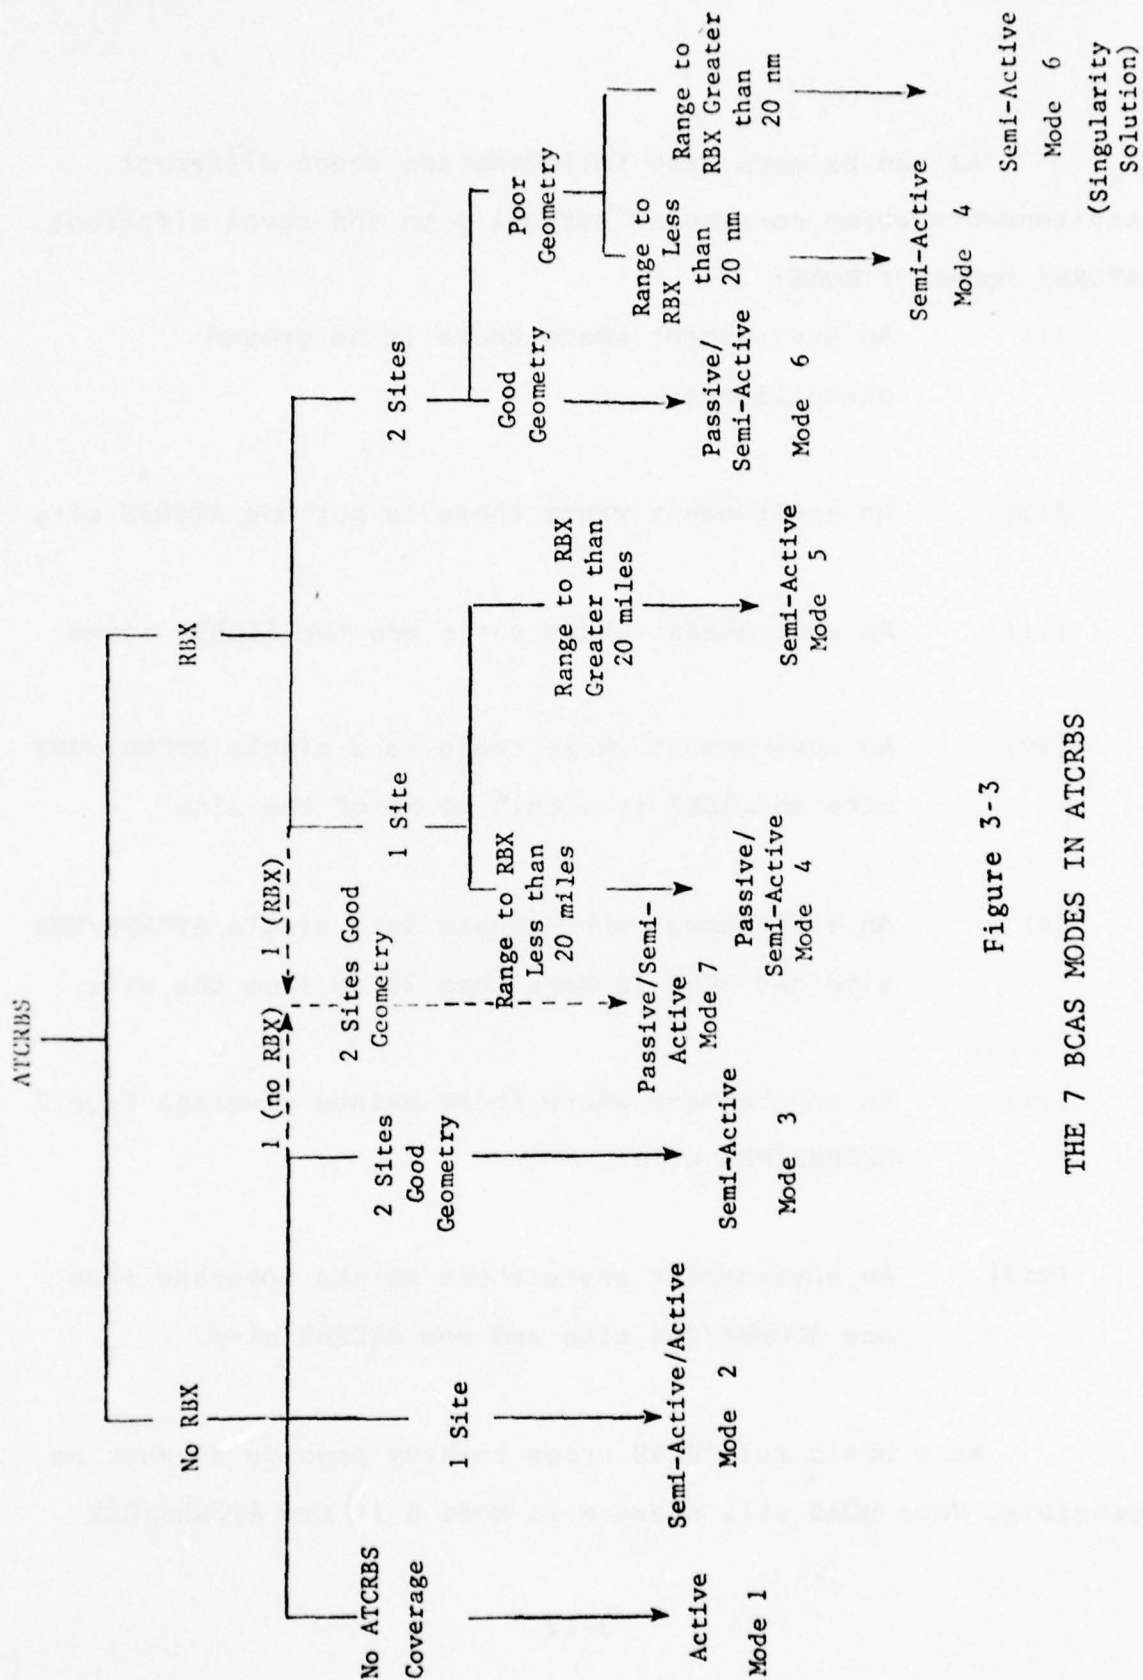 ATCRBS
No RBX
RBX
1 (no RBX)
1 (RBX)
No ATCRBS
Coverage
1 Site
2 Sites
Good
Geometry
2 Sites Good
Geometry
1 Site
2 Sites
Range to RBX
Less than
20 miles
Range to RBX
Greater than
20 miles
Good
Geometry
Poor
Geometry
Range to
RBX Less
than
20 nm
Range to
RBX Greater
than
20 nm
Active
Mode 1
Semi-Active/Active
Mode 2
Semi-Active
Mode 3
Passive/Semi-
Active
Mode 7
Passive/
Semi-Active
Mode 4
Semi-Active
Mode 5
Passive/
Semi-Active
Mode 6
Semi-Active
Mode 4
Semi-Active
Mode 6
(Singularity
Solution)
Figure 3-3
THE 7 BCAS MODES IN ATCRBS